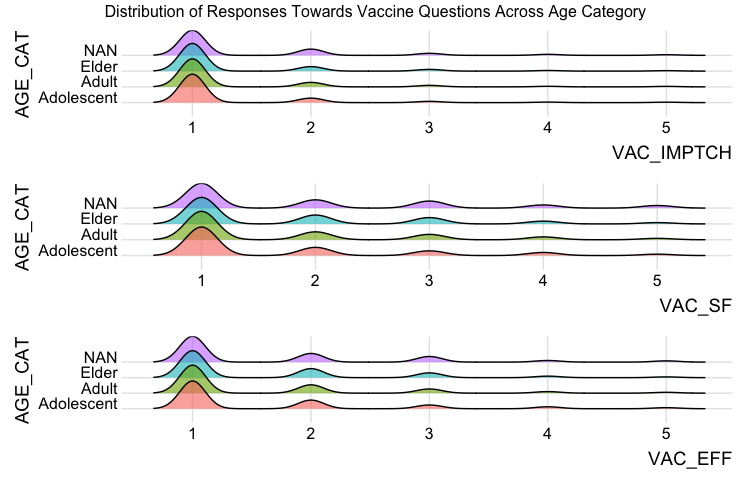 Distribution of Responses Towards Vaccine Questions Across Age Category
AGE_CAT
NAN
Elder
Adult
Adolescent
1 2 3 4 5
VAC_IMPTCH
AGE_CAT
NAN
Elder
Adult
Adolescent
1 2 3 4 5
VAC_SF
AGE_CAT
NAN
Elder
Adult
Adolescent
1 2 3 4 5
VAC_EFF